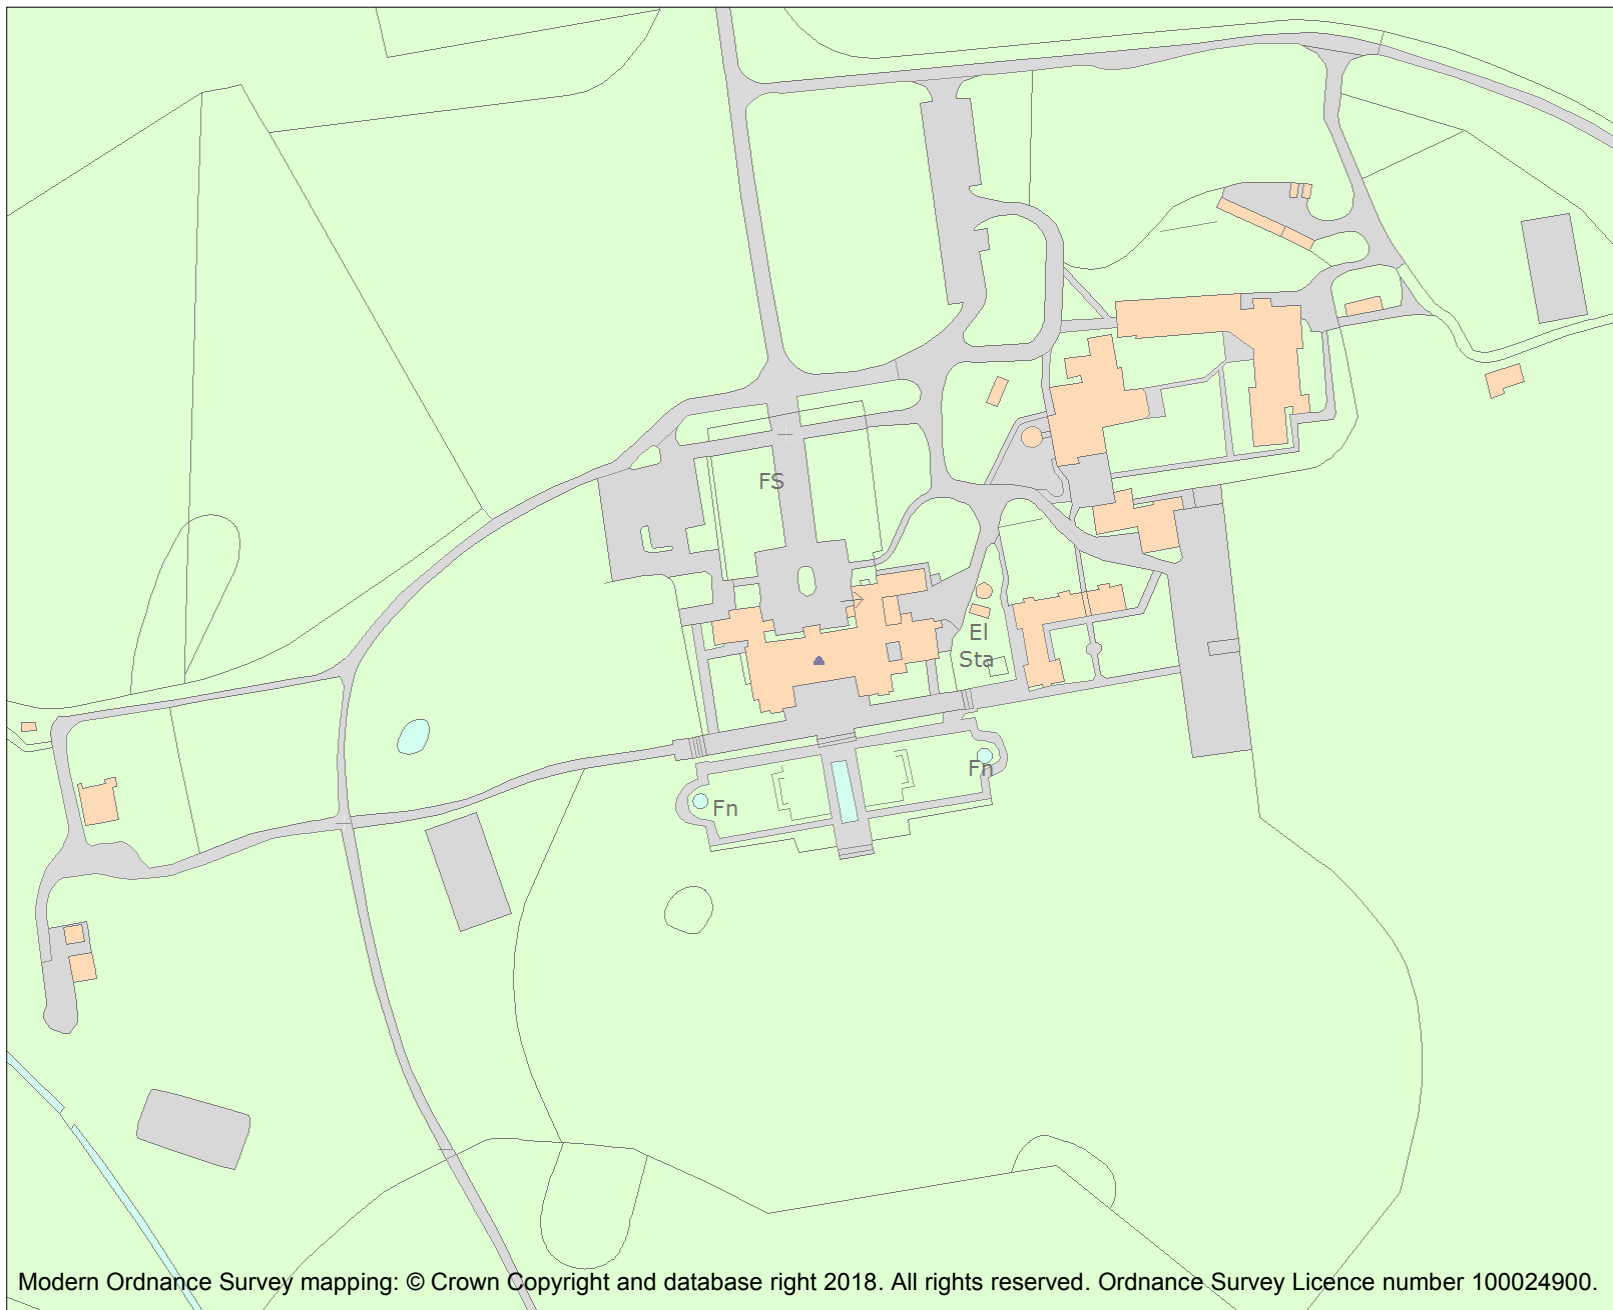 FS
El
Sta
Fn
Fn
Modern Ordnance Survey mapping: © Crown Copyright and database right 2018. All rights reserved. Ordnance Survey Licence number 100024900.